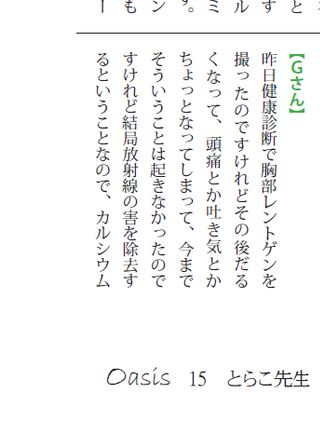 とす
ルミ
。
ンも
ー
【Gさん】
昨日健康診断で胸部レントゲンを
撮ったのですけれどその後だる
くなって、頭痛とか吐き気とか
ちょっとなってしまって、今まで
そういうことは起きなかったので
すけれど結局放射線の害を除去す
るということなので、カルシウム
Oasis 15 とらこ先生